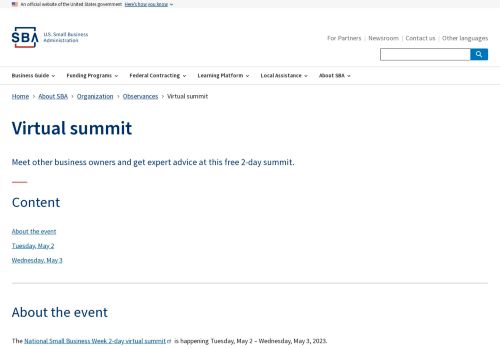 An official website of the United States government Here's how you know
SBA U.S. Small Business
Administration
For Partners Newsroom Contact us Other languages
Business Guide Funding Programs Federal Contracting Learning Platform Local Assistance About SBA
Home › About SBA › Organization › Observances › Virtual summit
Virtual summit
Meet other business owners and get expert advice at this free 2-day summit.
Content
About the event
Tuesday, May 2
Wednesday, May 3
About the event
The National Small Business Week 2-day virtual summit is happening Tuesday, May 2 – Wednesday, May 3, 2023.